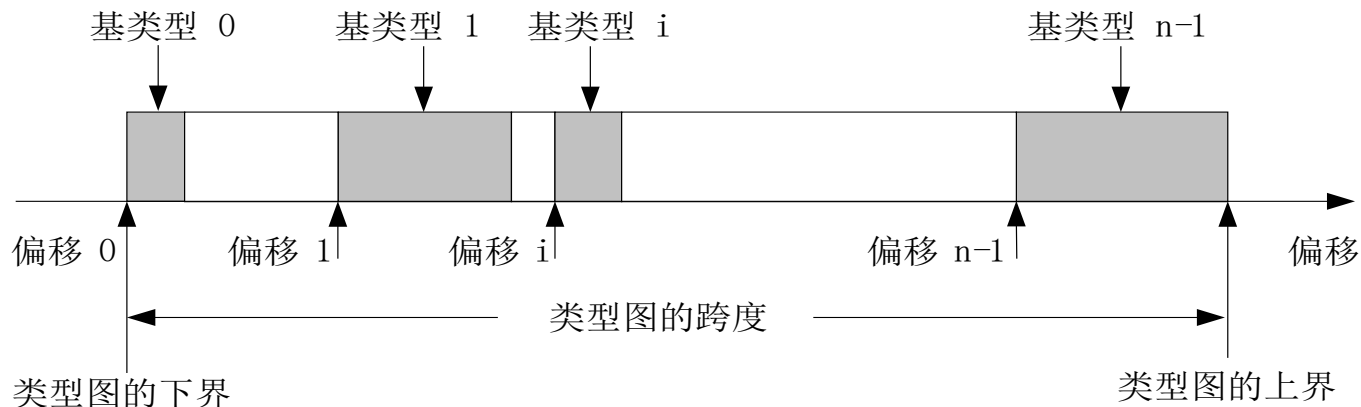 基类型 0 基类型 1 基类型 i 基类型 n-1
偏移 0 偏移 1 偏移 i 偏移 n-1 偏移
类型图的跨度
类型图的下界 类型图的上界